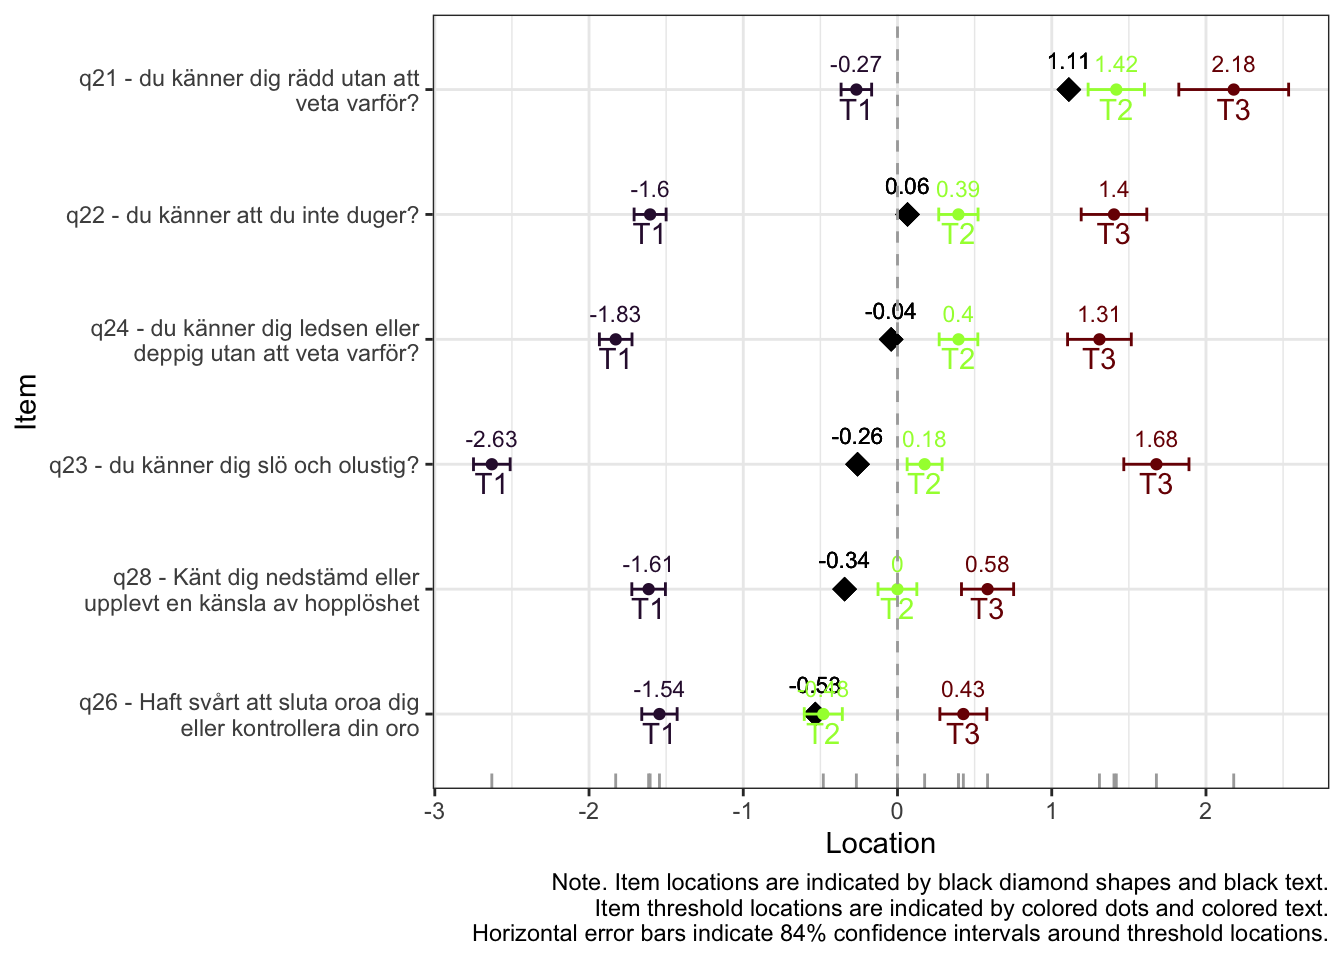 -0.27 1.11 1.42 2.18
q21 - du känner dig rädd utan att
veta varför?
T1 T2 T3
-1.6 0.06 0.39 1.4
q22 - du känner att du inte duger?
T1 T2 T3
-1.83 -0.04 0.4 1.31
q24 - du känner dig ledsen eller
deppig utan att veta varför?
T1 T2 T3
-2.63 -0.26 0.18 1.68
q23 - du känner dig slö och olustig?
T1 T2 T3
-1.61 -0.34 0 0.58
q28 - Känt dig nedstämd eller
upplevt en känsla av hopplöshet
T1 T2 T3
-1.54 -0.53 -0.48 0.43
q26 - Haft svårt att sluta oroa dig
eller kontrollera din oro
T1 T2 T3
Item
-3 -2 -1 0 1 2
Location
Note. Item locations are indicated by black diamond shapes and black text.
Item threshold locations are indicated by colored dots and colored text.
Horizontal error bars indicate 84% confidence intervals around threshold locations.